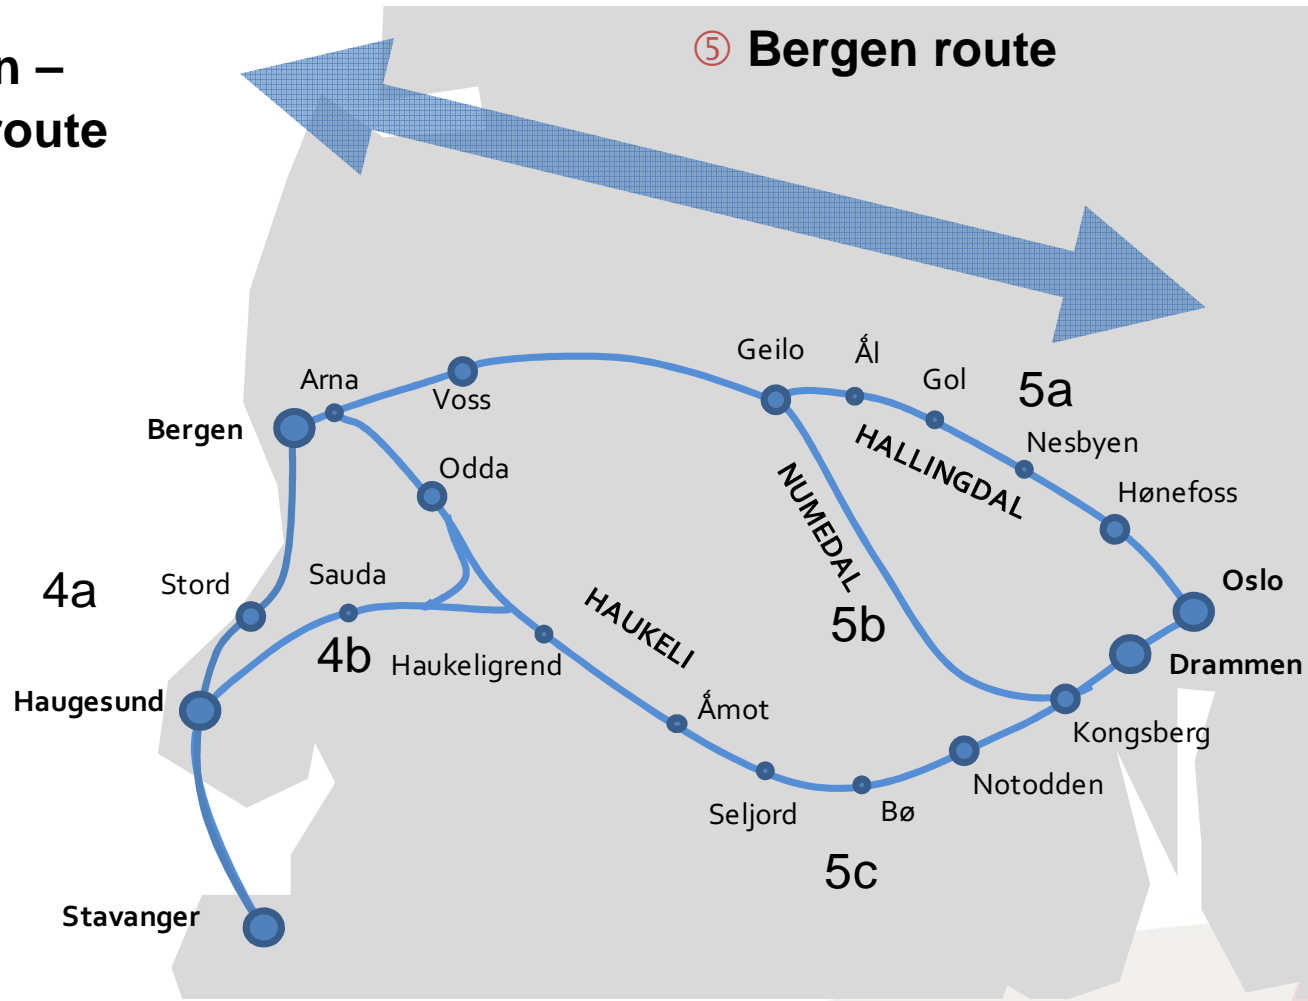 n –
route
⑤ Bergen route
Geilo
Ål
Gol
5a
Arna
Voss
Bergen
Nesbyen
HALLINGDAL
Odda
NUMEDAL
Hønefoss
Stord
Sauda
4a
Oslo
HAUKELI
5b
4b
Haukeligrend
Drammen
Haugesund
Åmot
Kongsberg
Notodden
Seljord
Bø
5c
Stavanger